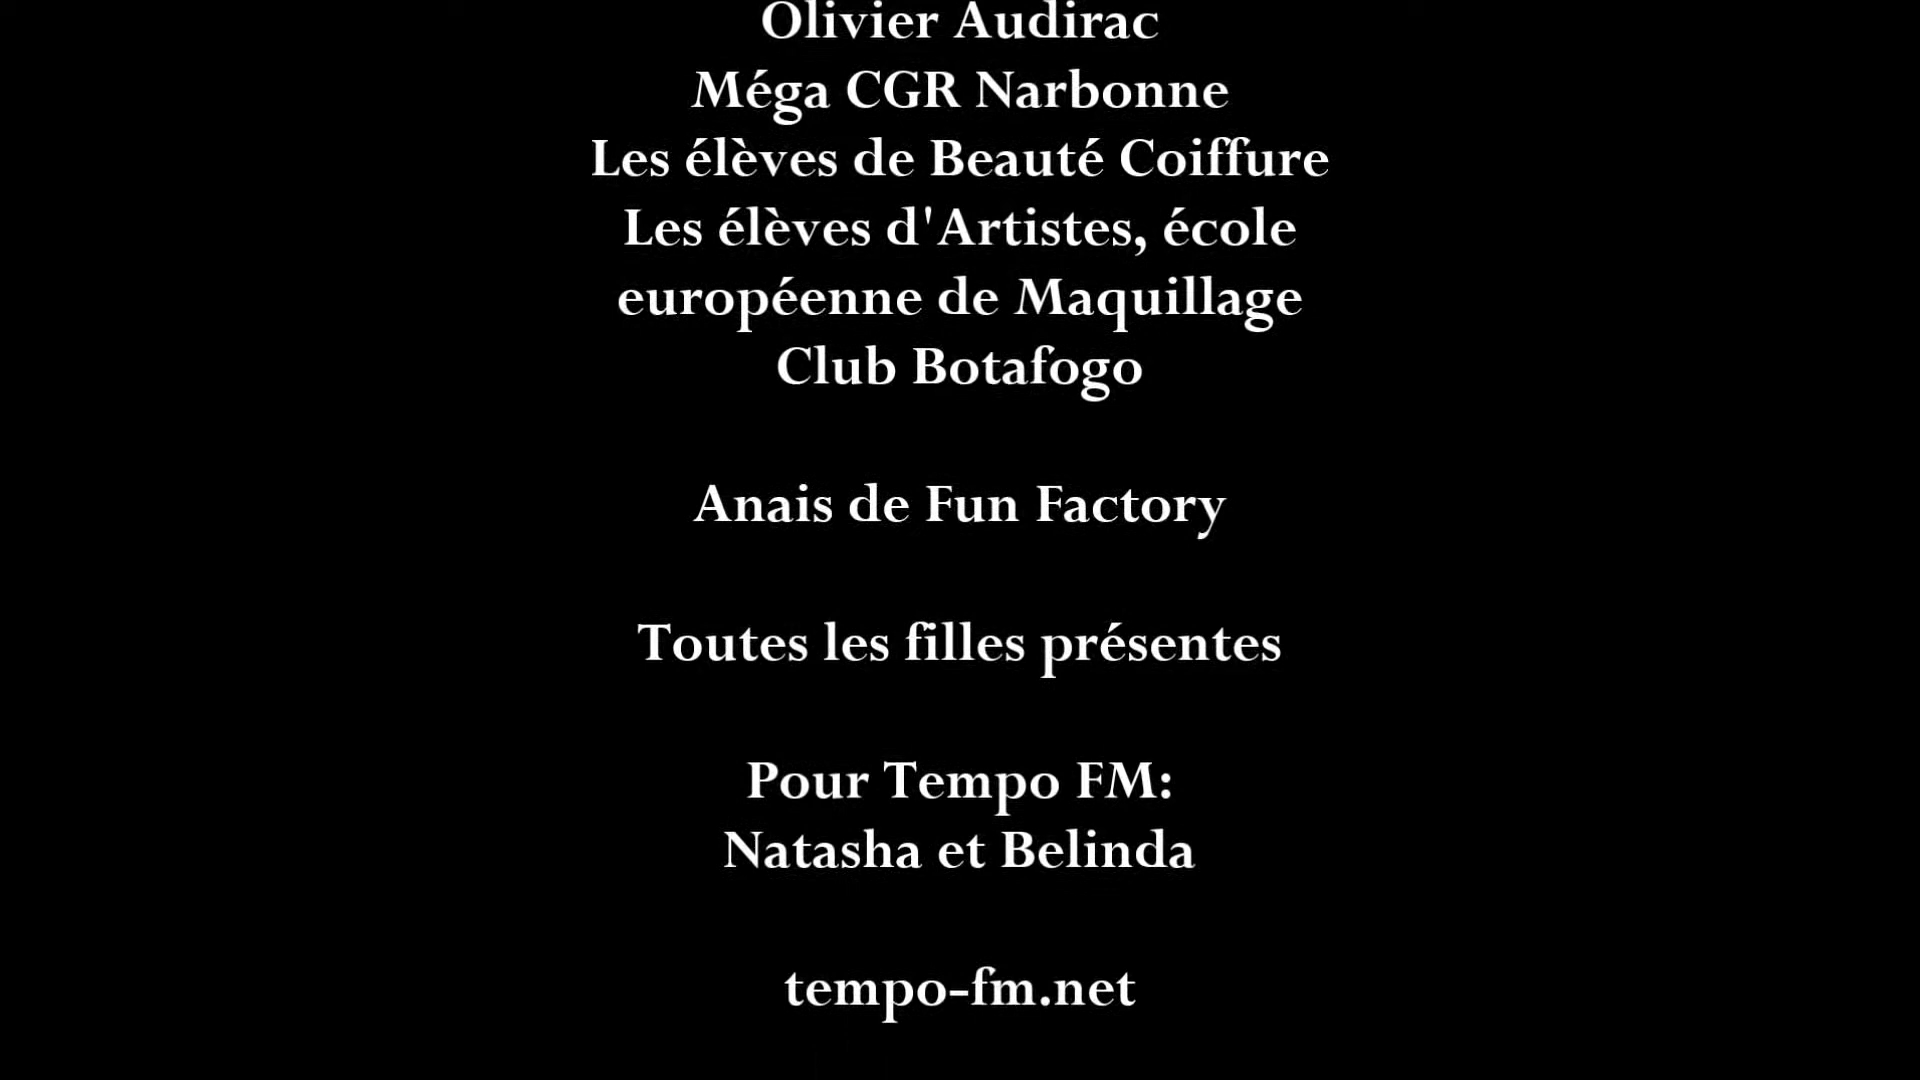 Olivier Audirac
Méga CGR Narbonne
Les élèves de Beauté Coiffure
Les élèves d'Artistes, école
européenne de Maquillage
Club Botafogo
Anais de Fun Factory
Toutes les filles présentes
Pour Tempo FM:
Natasha et Belinda
tempo-fm.net